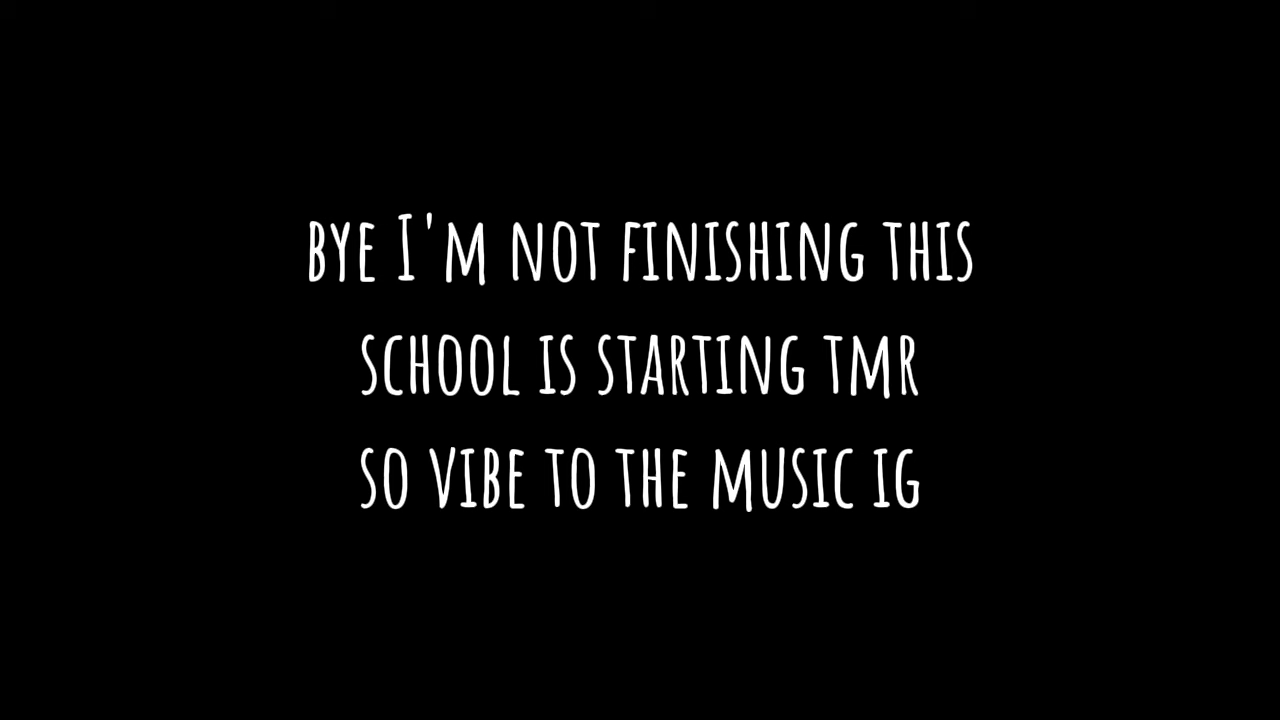 BYE I'M NOT FINISHING THIS
SCHOOL IS STARTING TMR
SO VIBE TO THE MUSIC IG